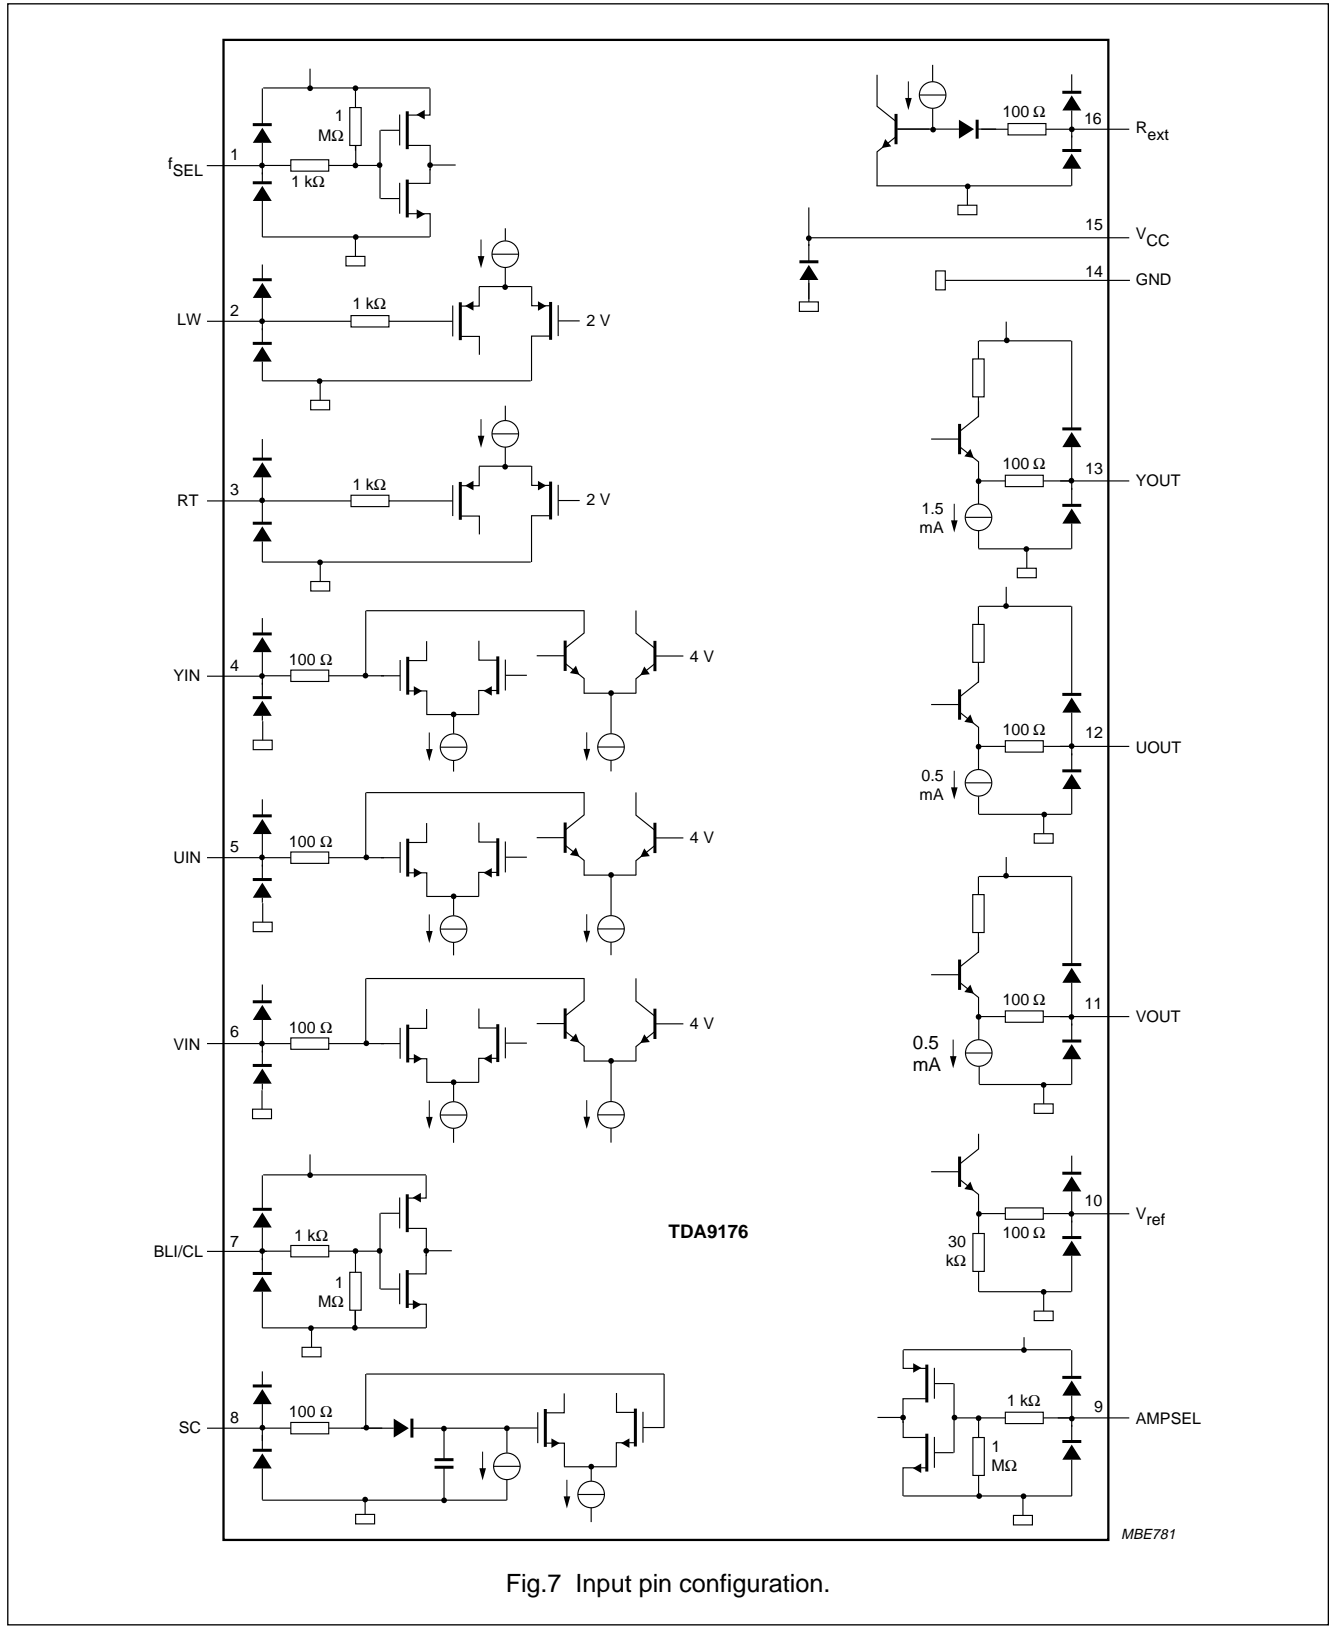 1
MΩ
fSEL
1
1 kΩ
LW
2
1 kΩ
2 V
RT
3
1 kΩ
2 V
YIN
4
100 Ω
4 V
UIN
5
100 Ω
4 V
VIN
6
100 Ω
4 V
BLI/CL
7
1 kΩ
1
MΩ
SC
8
100 Ω
TDA9176
100 Ω
16
Rext
15
VCC
14
GND
100 Ω
13
YOUT
1.5
mA
100 Ω
12
UOUT
0.5
mA
100 Ω
11
VOUT
0.5
mA
10
Vref
100 Ω
30
kΩ
1 kΩ
9
AMPSEL
1
MΩ
MBE781
Fig.7 Input pin configuration.